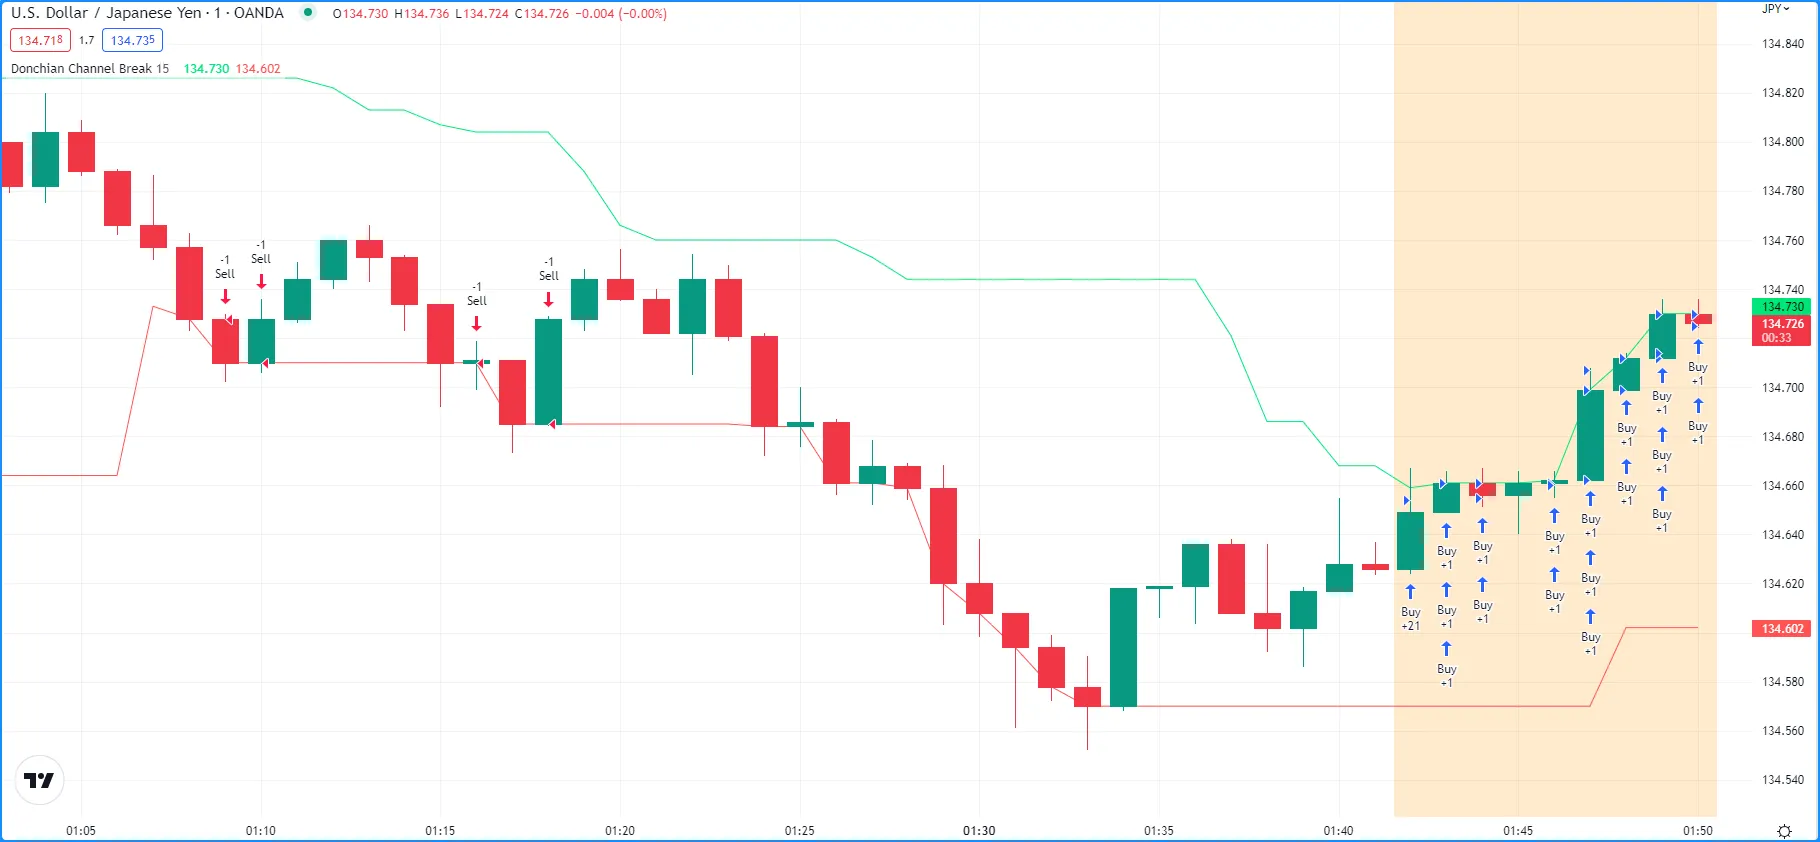 U.S. Dollar / Japanese Yen · 1 · OANDA O134.730 H134.736 L134.724 C134.726 −0.004 (−0.00%)
JPY
134.718 1.7 134.735
Donchian Channel Break 15 134.730 134.602
134.840
134.820
134.800
134.780
134.760
134.740
134.730
134.726
00:33
134.700
134.680
134.660
134.640
134.620
134.602
134.580
134.560
134.540
-1
Sell
-1
Sell
-1
Sell
-1
Sell
Buy
+21
Buy
+1
Buy
+1
Buy
+1
Buy
+1
Buy
+1
Buy
+1
Buy
+1
Buy
+1
Buy
+1
Buy
+1
Buy
+1
Buy
+1
Buy
+1
Buy
+1
Buy
+1
Buy
+1
Buy
+1
01:05 01:10 01:15 01:20 01:25 01:30 01:35 01:40 01:45 01:50